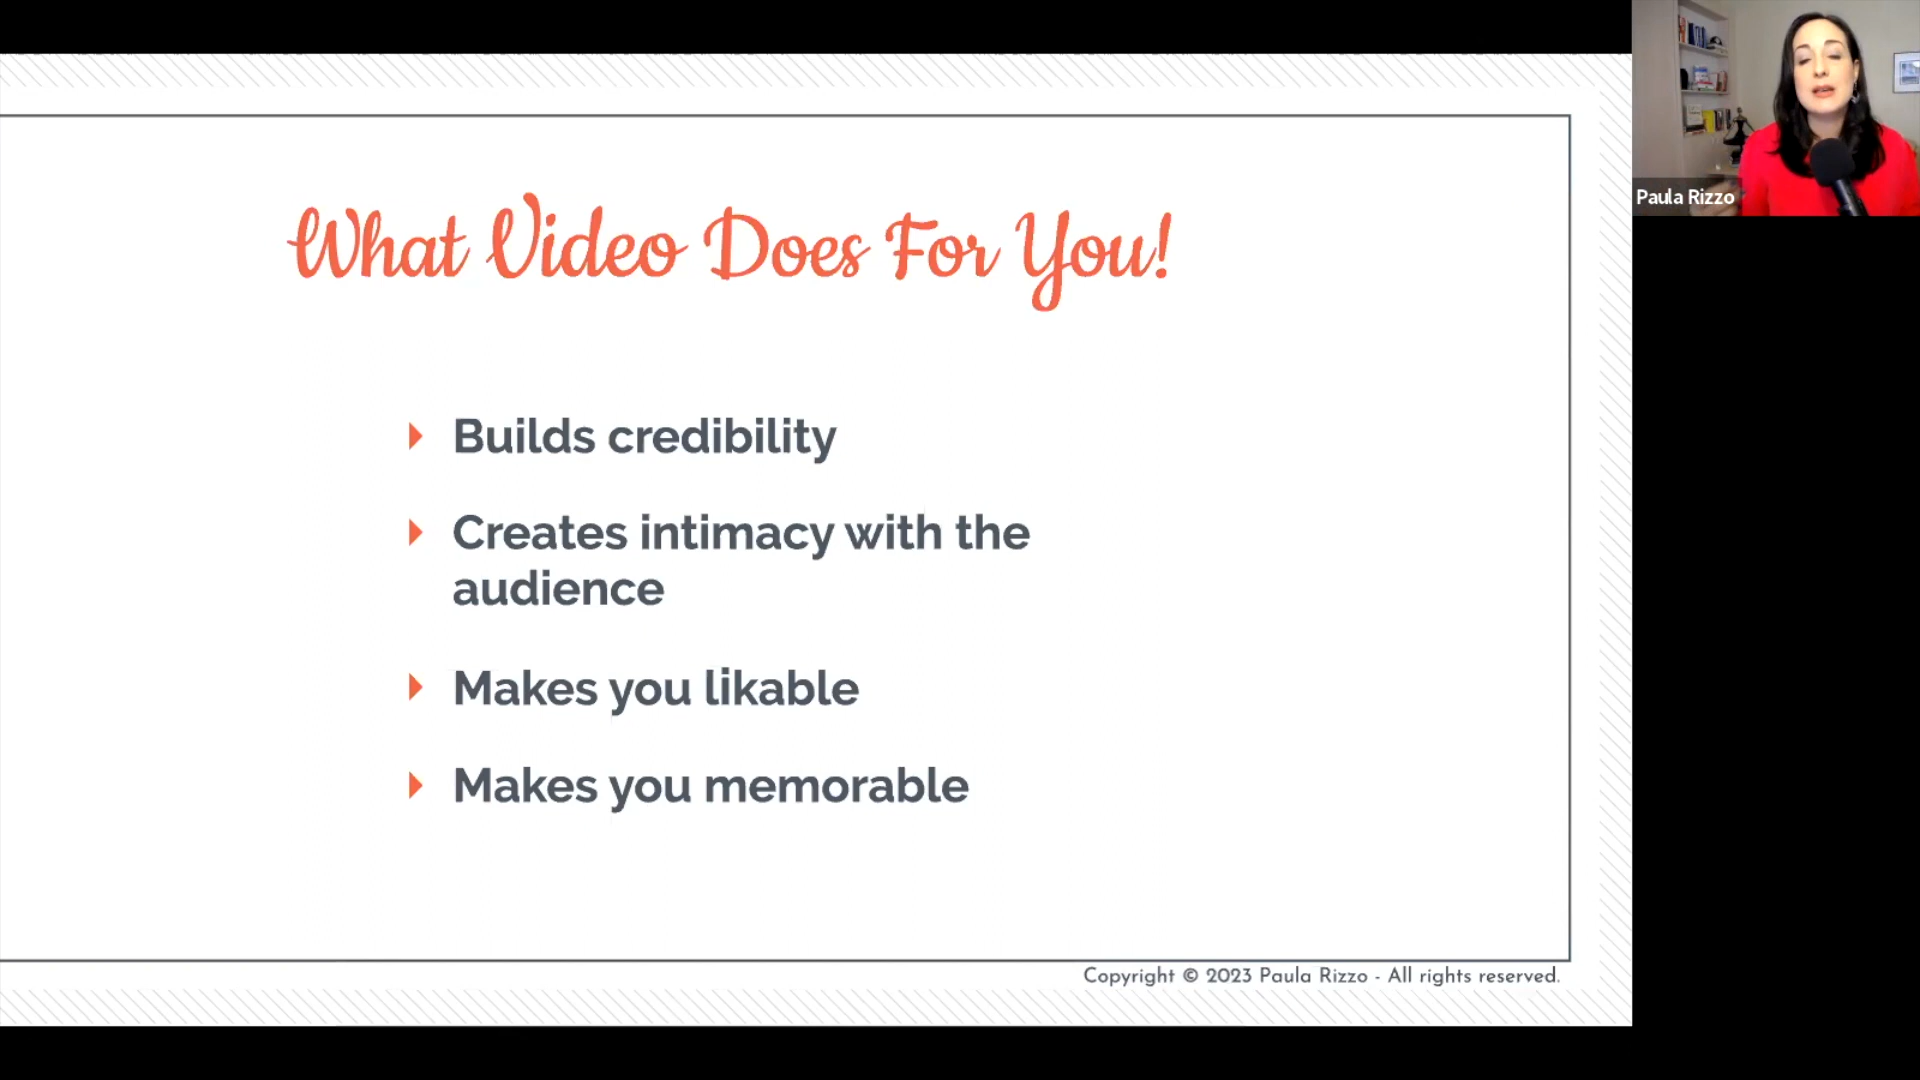 What Video Does For You!
Builds credibility
Creates intimacy with the
audience
Makes you likable
Makes you memorable
Copyright © 2023 Paula Rizzo - All rights reserved.
Paula Rizzo